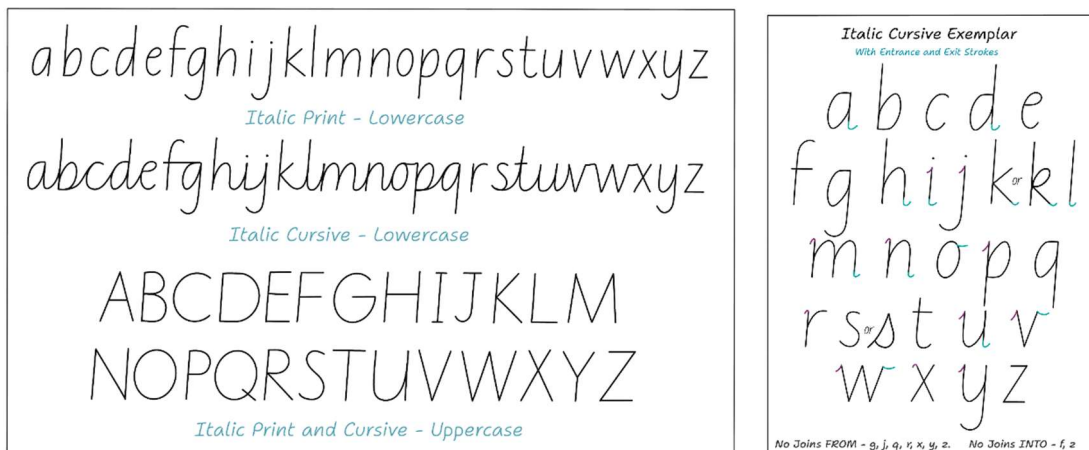 abcdefghijklmnopqrstuvwxyz
Italic Print - Lowercase
abcdefghijklmnopqrstuvwxyz
Italic Cursive - Lowercase
ABCDEFGHIJKLM
NOPQRSTUVWXYZ
Italic Print and Cursive - Uppercase
Italic Cursive Exemplar
With Entrance and Exit Strokes
a b c d e
f g h i j k or k l
m n o p q
r s or s t u v
w x y z
No Joins FROM - g, j, q, r, x, y, z. No Joins INTO - f, z